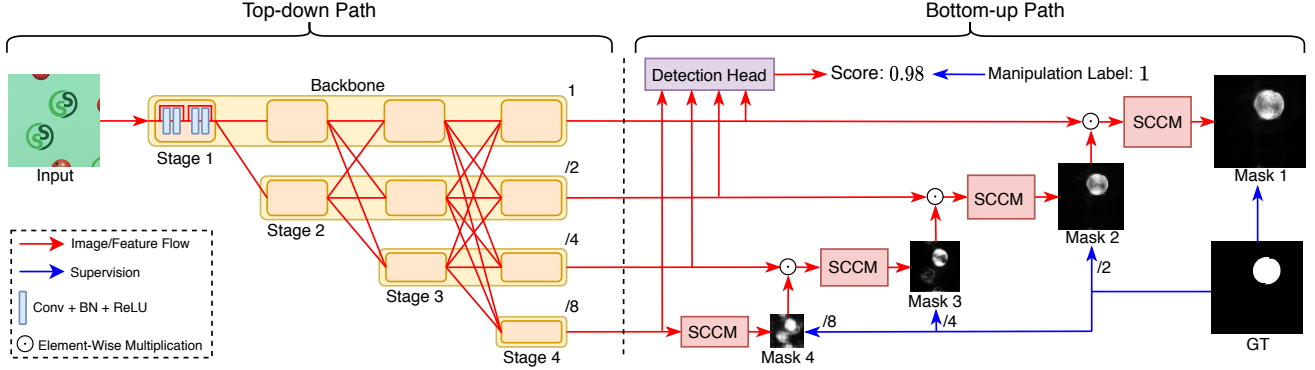 Top-down Path
Bottom-up Path
Backbone
1
Detection Head
Score: 0.98
Manipulation Label: 1
SCCM
Stage 1
Input
Mask 1
/2
SCCM
Stage 2
Mask 2
/4
SCCM
Stage 3
Mask 3
/2
/8
SCCM
Stage 4
Mask 4
/8
/4
GT
Image/Feature Flow
Supervision
Conv + BN + ReLU
Element-Wise Multiplication
S S
S S